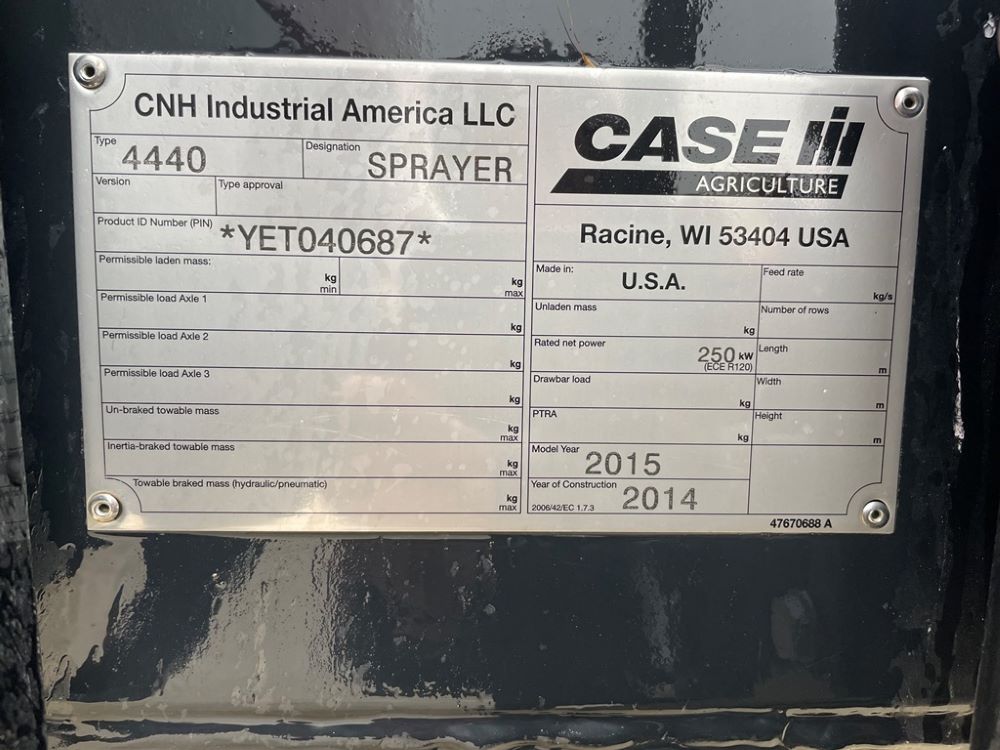 CNH Industrial America LLC
Type 4440
Designation SPRAYER
Version
Type approval
Product ID Number (PIN) *YET040687*
Permissible laden mass: kg min kg max
Permissible load Axle 1 kg
Permissible load Axle 2 kg
Permissible load Axle 3 kg
Un-braked towable mass kg max
Inertia-braked towable mass kg max
Towable braked mass (hydraulic/pneumatic) kg max
CASE IH
AGRICULTURE
Racine, WI 53404 USA
Made in: U.S.A.
Feed rate kg/s
Unladen mass kg
Number of rows
Rated net power 250 kW (ECE R120)
Length m
Drawbar load kg
Width m
PTRA kg
Height m
Model Year 2015
Year of Construction 2014
2006/42/EC 1.7.3
47670688 A